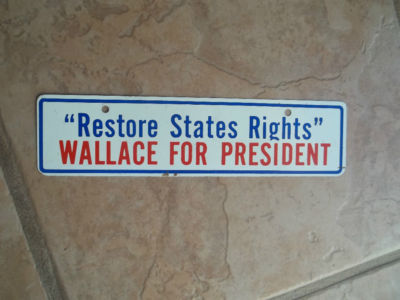 "Restore States Rights"
WALLACE FOR PRESIDENT